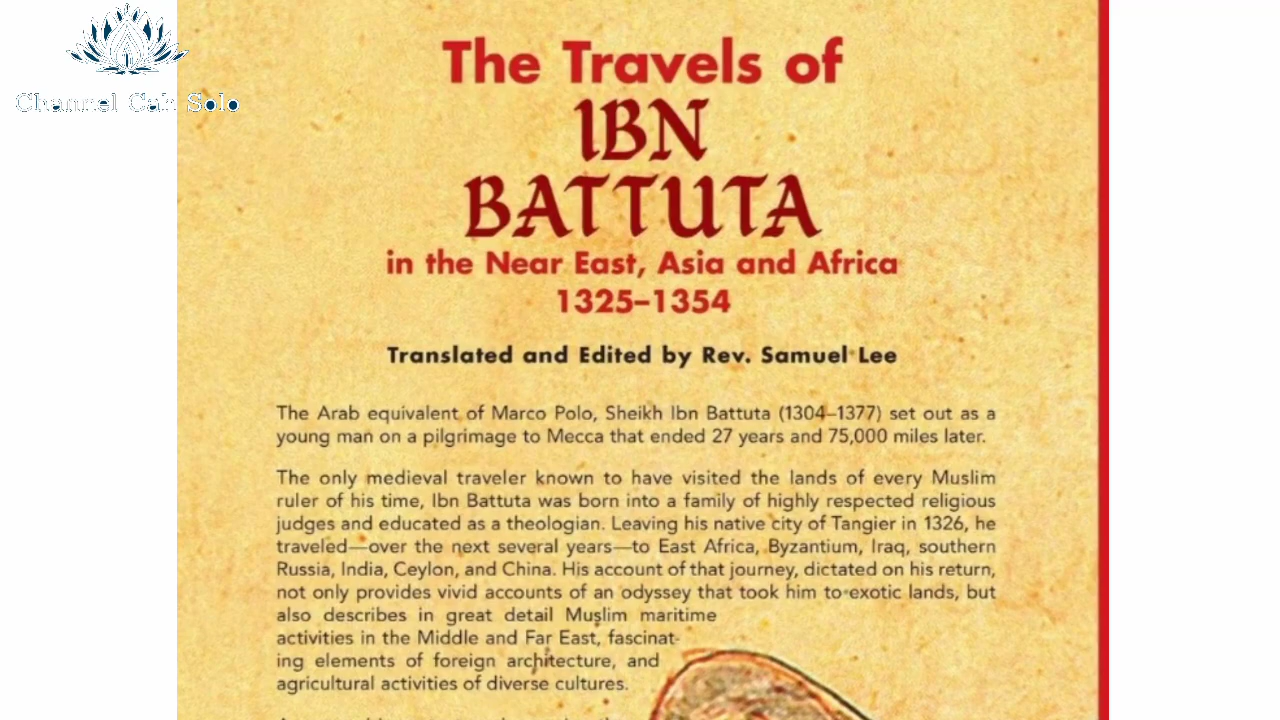 Channel Cah Solo
The Travels of
IBN
BATTUTA
in the Near East, Asia and Africa
1325–1354
Translated and Edited by Rev. Samuel Lee
The Arab equivalent of Marco Polo, Sheikh Ibn Battuta (1304–1377) set out as a
young man on a pilgrimage to Mecca that ended 27 years and 75,000 miles later.
The only medieval traveler known to have visited the lands of every Muslim
ruler of his time, Ibn Battuta was born into a family of highly respected religious
judges and educated as a theologian. Leaving his native city of Tangier in 1326, he
traveled—over the next several years—to East Africa, Byzantium, Iraq, southern
Russia, India, Ceylon, and China. His account of that journey, dictated on his return,
not only provides vivid accounts of an odyssey that took him to exotic lands, but
also describes in great detail Muslim maritime
activities in the Middle and Far East, fascinat-
ing elements of foreign architecture, and
agricultural activities of diverse cultures.